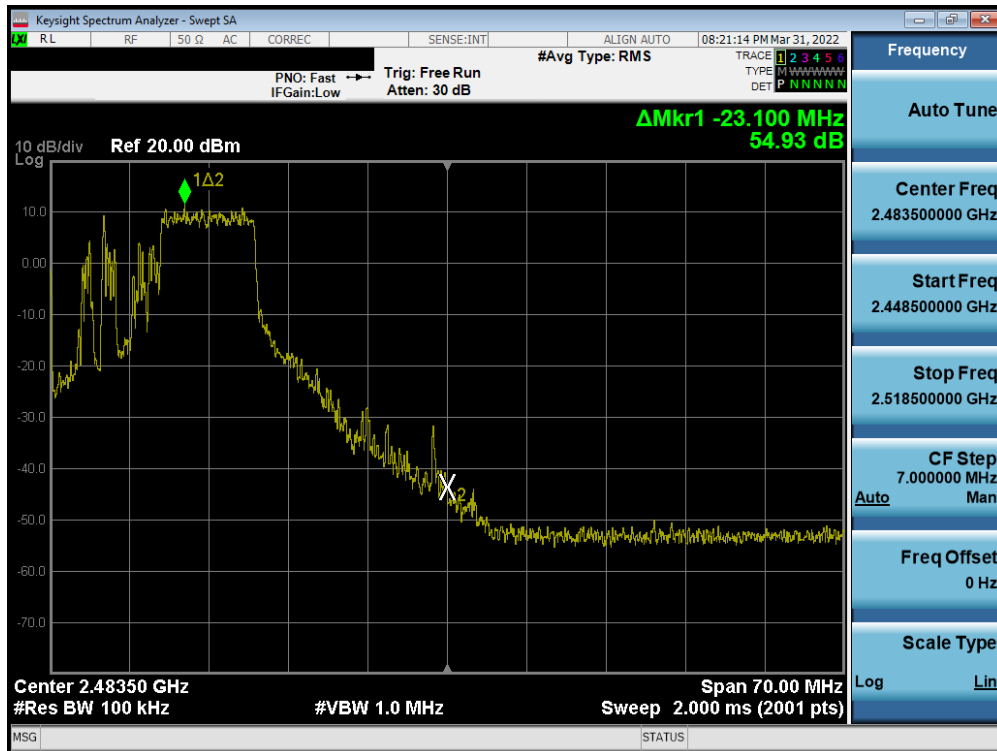 Keysight Spectrum Analyzer - Swept SA
LXI RL RF 50 Ω AC CORREC SENSE:INT ALIGN AUTO 08:21:14 PM Mar 31, 2022
Frequency
#Avg Type: RMS
TRACE 1 2 3 4 5 6
PNO: Fast Trig: Free Run
TYPE M WWWWW
IFGain:Low Atten: 30 dB
DET P N N N N N
ΔMkr1 -23.100 MHz
54.93 dB
10 dB/div Ref 20.00 dBm
Log
1Δ2
10.0
0.00
-10.0
-20.0
-30.0
-40.0
X2
-50.0
-60.0
-70.0
Center 2.48350 GHz Span 70.00 MHz
#Res BW 100 kHz #VBW 1.0 MHz Sweep 2.000 ms (2001 pts)
MSG STATUS
Auto Tune
Center Freq
2.483500000 GHz
Start Freq
2.448500000 GHz
Stop Freq
2.518500000 GHz
CF Step
7.000000 MHz
Auto Man
Freq Offset
0 Hz
Scale Type
Log Lin